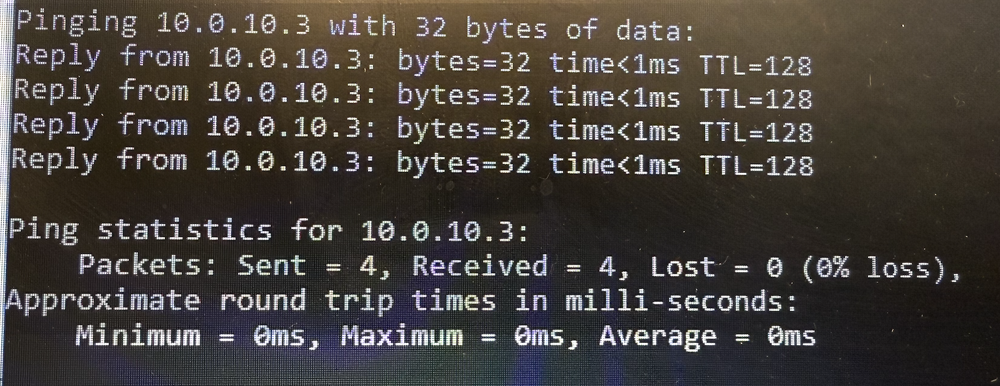 Pinging 10.0.10.3 with 32 bytes of data:
Reply from 10.0.10.3: bytes=32 time<1ms TTL=128
Reply from 10.0.10.3: bytes=32 time<1ms TTL=128
Reply from 10.0.10.3: bytes=32 time<1ms TTL=128
Reply from 10.0.10.3: bytes=32 time<1ms TTL=128

Ping statistics for 10.0.10.3:
    Packets: Sent = 4, Received = 4, Lost = 0 (0% loss),
Approximate round trip times in milli-seconds:
    Minimum = 0ms, Maximum = 0ms, Average = 0ms